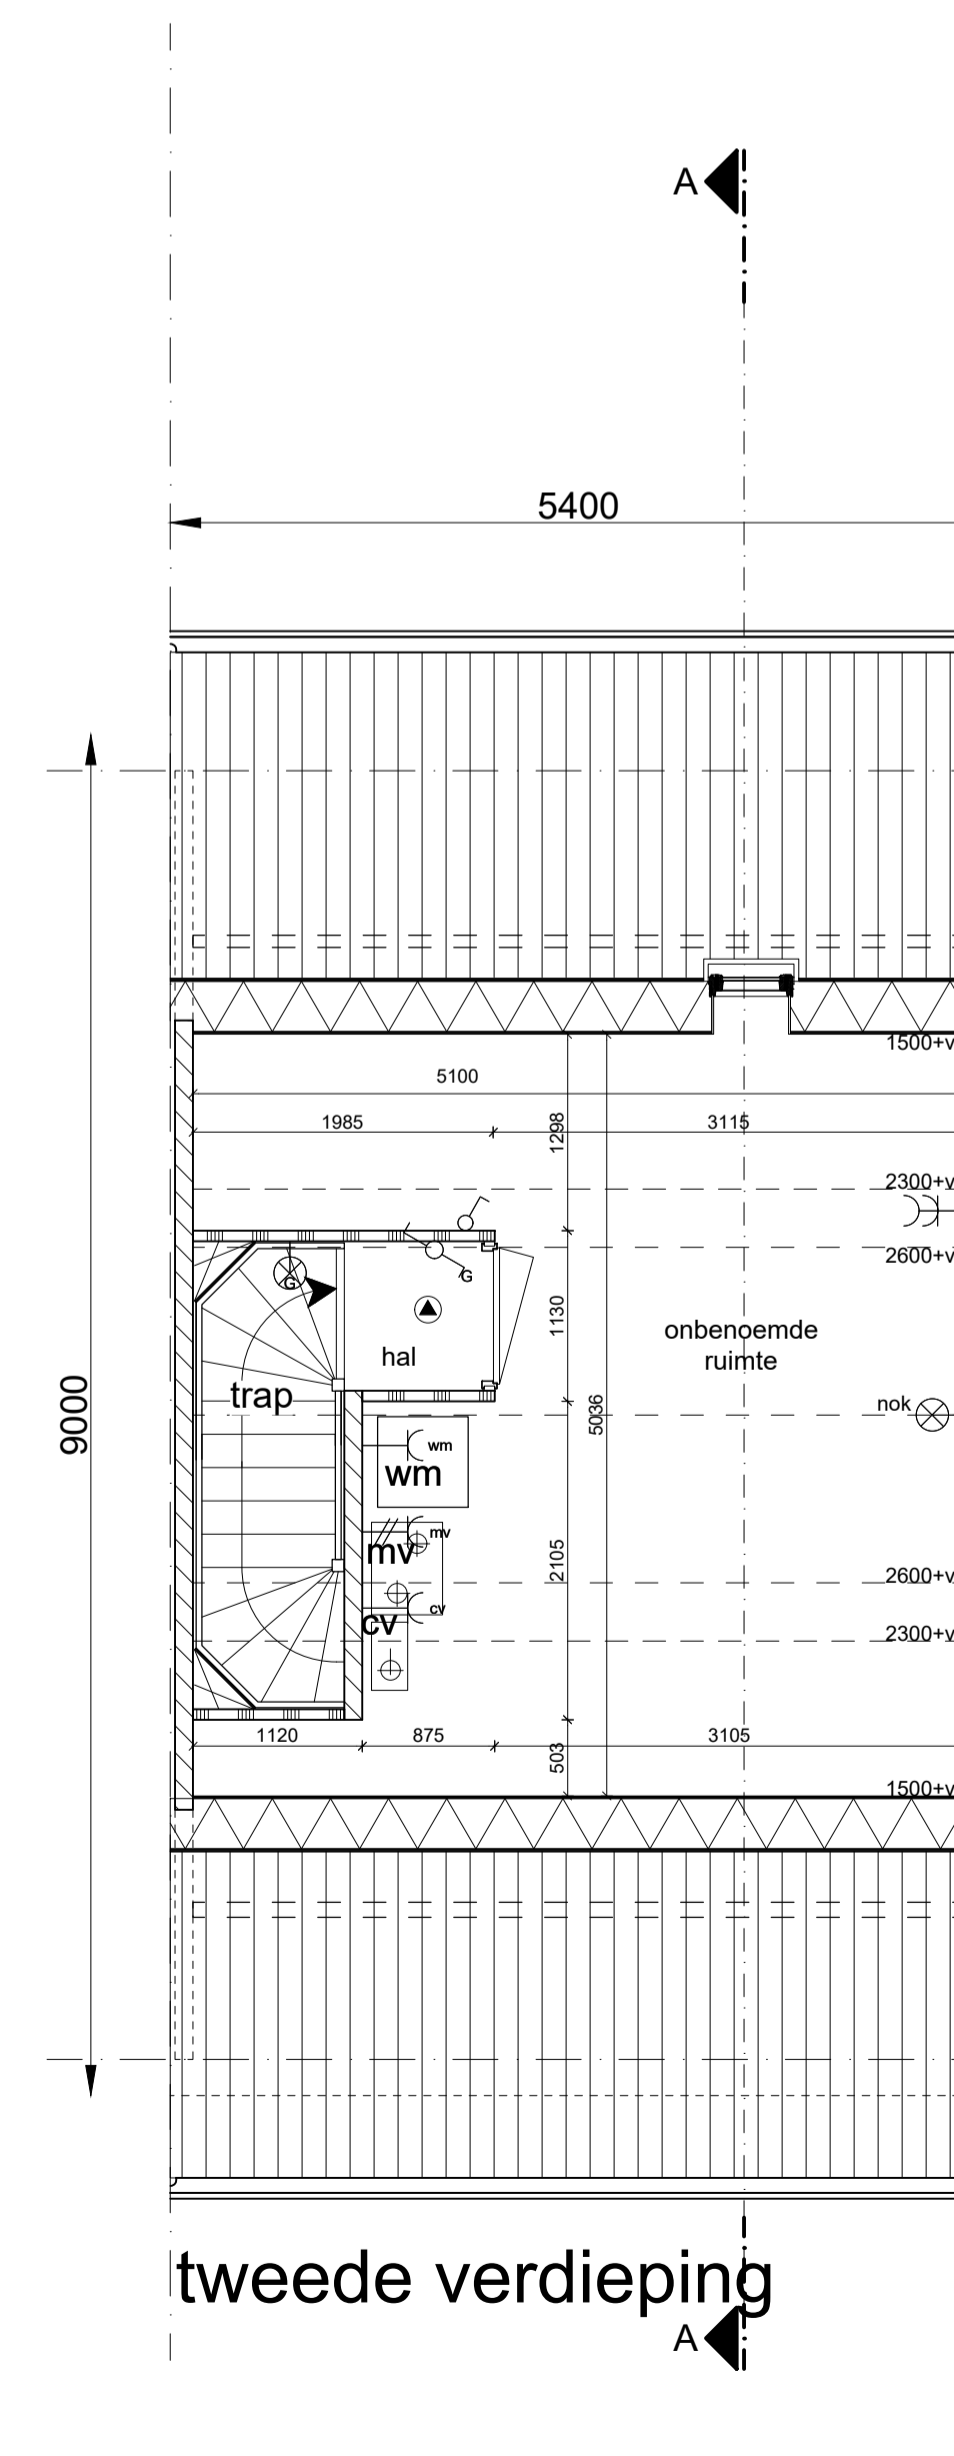 A
5400
9000
1500+v
5100
1985
1298
3115
2300+v
2600+v
G
G
1130
onbenoemde
ruimte
hal
trap
5036
nok
wm
wm
mv
mv
2105
2600+v
cv
cv
2300+v
1120
875
503
3105
1500+v
tweede verdieping
A